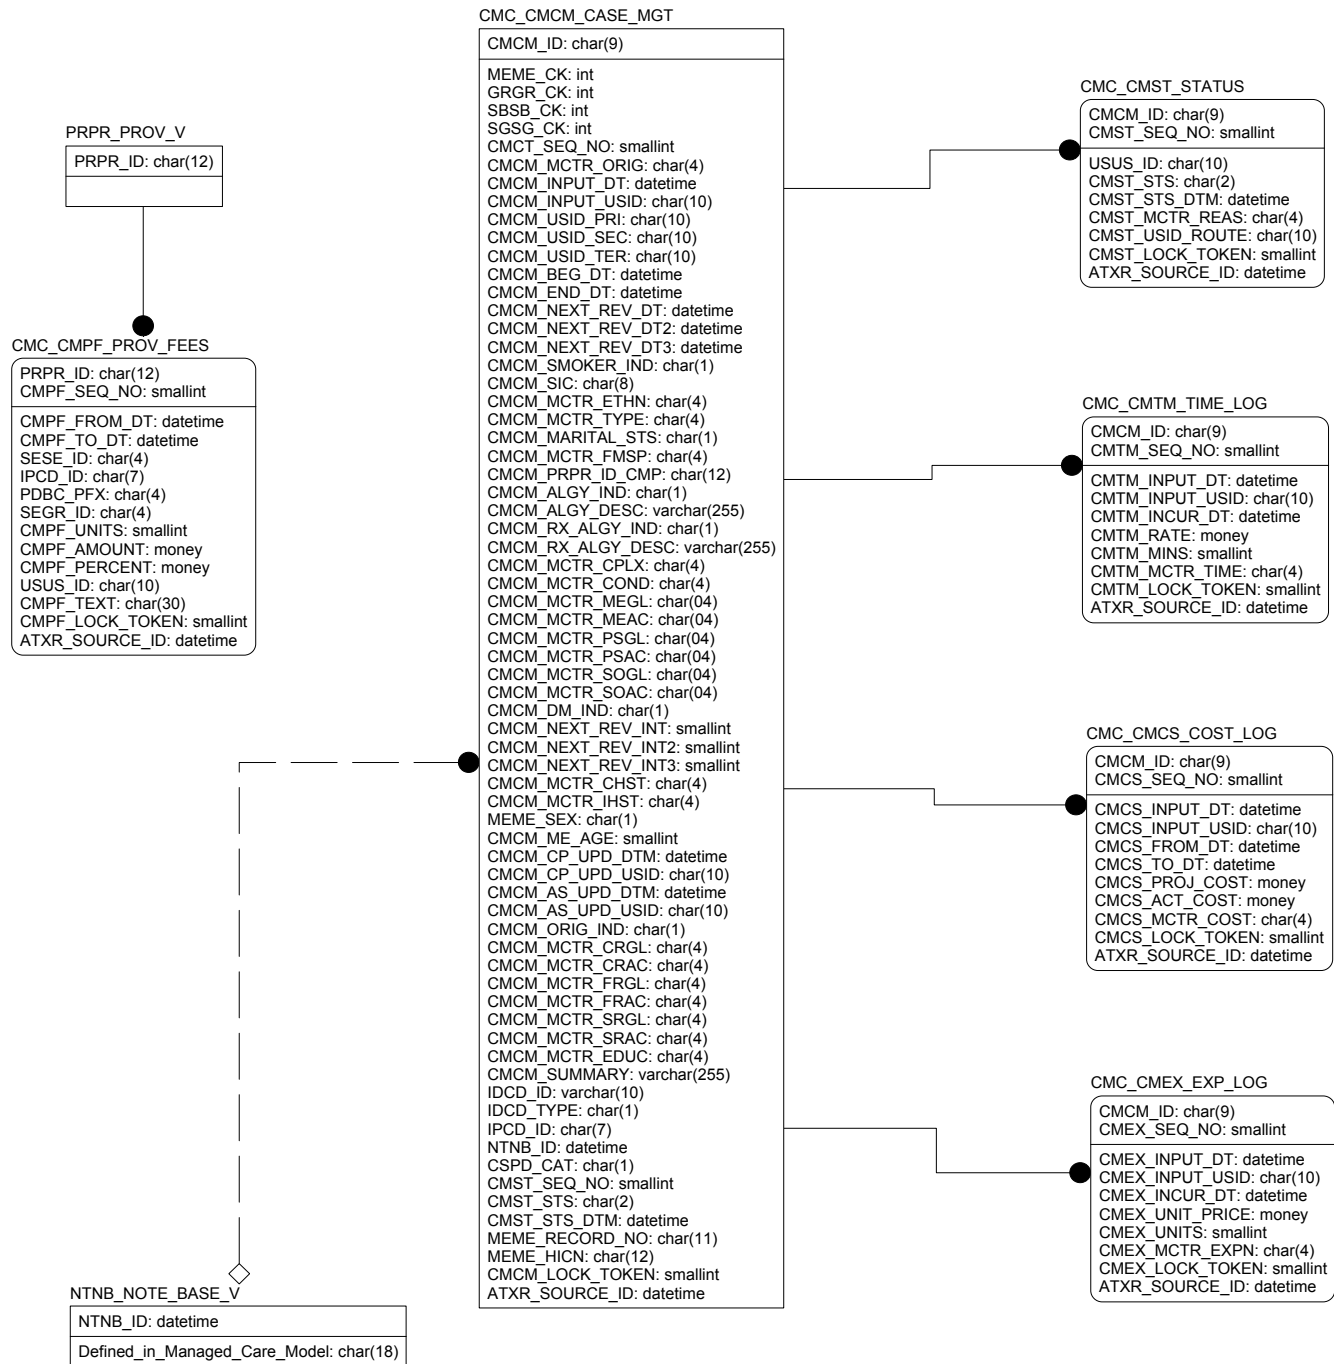 CMC_CMCM_CASE_MGT
CMCM_ID: char(9)
MEME_CK: int
GRGR_CK: int
SBSB_CK: int
SGSG_CK: int
CMCT_SEQ_NO: smallint
CMCM_MCTR_ORIG: char(4)
CMCM_INPUT_DT: datetime
CMCM_INPUT_USID: char(10)
CMCM_USID_PRI: char(10)
CMCM_USID_SEC: char(10)
CMCM_USID_TER: char(10)
CMCM_BEG_DT: datetime
CMCM_END_DT: datetime
CMCM_NEXT_REV_DT: datetime
CMCM_NEXT_REV_DT2: datetime
CMCM_NEXT_REV_DT3: datetime
CMCM_SMOKER_IND: char(1)
CMCM_SIC: char(8)
CMCM_MCTR_ETHN: char(4)
CMCM_MCTR_TYPE: char(4)
CMCM_MARITAL_STS: char(1)
CMCM_MCTR_FMSP: char(4)
CMCM_PRPR_ID_CMP: char(12)
CMCM_ALGY_IND: char(1)
CMCM_ALGY_DESC: varchar(255)
CMCM_RX_ALGY_IND: char(1)
CMCM_RX_ALGY_DESC: varchar(255)
CMCM_MCTR_CPLX: char(4)
CMCM_MCTR_COND: char(4)
CMCM_MCTR_MEGL: char(04)
CMCM_MCTR_MEAC: char(04)
CMCM_MCTR_PSGL: char(04)
CMCM_MCTR_PSAC: char(04)
CMCM_MCTR_SOGL: char(04)
CMCM_MCTR_SOAC: char(04)
CMCM_DM_IND: char(1)
CMCM_NEXT_REV_INT: smallint
CMCM_NEXT_REV_INT2: smallint
CMCM_NEXT_REV_INT3: smallint
CMCM_MCTR_CHST: char(4)
CMCM_MCTR_IHST: char(4)
MEME_SEX: char(1)
CMCM_ME_AGE: smallint
CMCM_CP_UPD_DTM: datetime
CMCM_CP_UPD_USID: char(10)
CMCM_AS_UPD_DTM: datetime
CMCM_AS_UPD_USID: char(10)
CMCM_ORIG_IND: char(1)
CMCM_MCTR_CRGL: char(4)
CMCM_MCTR_CRAC: char(4)
CMCM_MCTR_FRGL: char(4)
CMCM_MCTR_FRAC: char(4)
CMCM_MCTR_SRGL: char(4)
CMCM_MCTR_SRAC: char(4)
CMCM_MCTR_EDUC: char(4)
CMCM_SUMMARY: varchar(255)
IDCD_ID: varchar(10)
IDCD_TYPE: char(1)
IPCD_ID: char(7)
NTNB_ID: datetime
CSPD_CAT: char(1)
CMST_SEQ_NO: smallint
CMST_STS: char(2)
CMST_STS_DTM: datetime
MEME_RECORD_NO: char(11)
MEME_HICN: char(12)
CMCM_LOCK_TOKEN: smallint
ATXR_SOURCE_ID: datetime
PRPR_PROV_V
PRPR_ID: char(12)
CMC_CMPF_PROV_FEES
PRPR_ID: char(12)
CMPF_SEQ_NO: smallint
CMPF_FROM_DT: datetime
CMPF_TO_DT: datetime
SESE_ID: char(4)
IPCD_ID: char(7)
PDBC_PFX: char(4)
SEGR_ID: char(4)
CMPF_UNITS: smallint
CMPF_AMOUNT: money
CMPF_PERCENT: money
USUS_ID: char(10)
CMPF_TEXT: char(30)
CMPF_LOCK_TOKEN: smallint
ATXR_SOURCE_ID: datetime
NTNB_NOTE_BASE_V
NTNB_ID: datetime
Defined_in_Managed_Care_Model: char(18)
CMC_CMST_STATUS
CMCM_ID: char(9)
CMST_SEQ_NO: smallint
USUS_ID: char(10)
CMST_STS: char(2)
CMST_STS_DTM: datetime
CMST_MCTR_REAS: char(4)
CMST_USID_ROUTE: char(10)
CMST_LOCK_TOKEN: smallint
ATXR_SOURCE_ID: datetime
CMC_CMTM_TIME_LOG
CMCM_ID: char(9)
CMTM_SEQ_NO: smallint
CMTM_INPUT_DT: datetime
CMTM_INPUT_USID: char(10)
CMTM_INCUR_DT: datetime
CMTM_RATE: money
CMTM_MINS: smallint
CMTM_MCTR_TIME: char(4)
CMTM_LOCK_TOKEN: smallint
ATXR_SOURCE_ID: datetime
CMC_CMCS_COST_LOG
CMCM_ID: char(9)
CMCS_SEQ_NO: smallint
CMCS_INPUT_DT: datetime
CMCS_INPUT_USID: char(10)
CMCS_FROM_DT: datetime
CMCS_TO_DT: datetime
CMCS_PROJ_COST: money
CMCS_ACT_COST: money
CMCS_MCTR_COST: char(4)
CMCS_LOCK_TOKEN: smallint
ATXR_SOURCE_ID: datetime
CMC_CMEX_EXP_LOG
CMCM_ID: char(9)
CMEX_SEQ_NO: smallint
CMEX_INPUT_DT: datetime
CMEX_INPUT_USID: char(10)
CMEX_INCUR_DT: datetime
CMEX_UNIT_PRICE: money
CMEX_UNITS: smallint
CMEX_MCTR_EXPN: char(4)
CMEX_LOCK_TOKEN: smallint
ATXR_SOURCE_ID: datetime